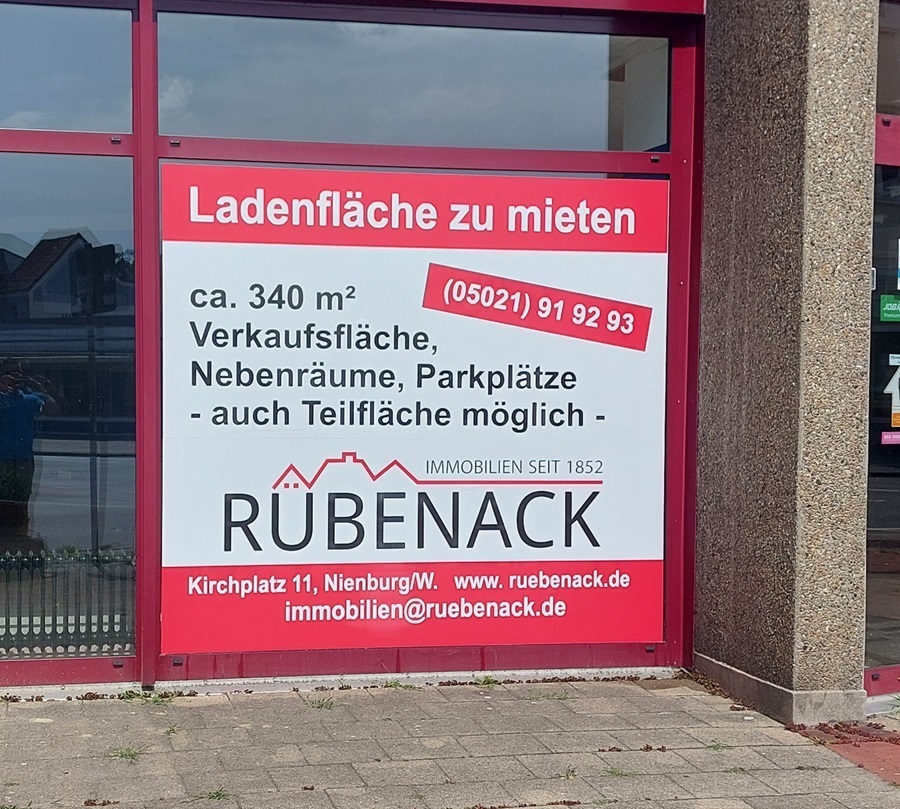 Ladenfläche zu mieten
(05021) 91 92 93
ca. 340 m²
Verkaufsfläche,
Nebenräume, Parkplätze
- auch Teilfläche möglich -
IMMOBILIEN SEIT 1852
RÜBENACK
Kirchplatz 11, Nienburg/W. www. ruebenack.de
immobilien@ruebenack.de